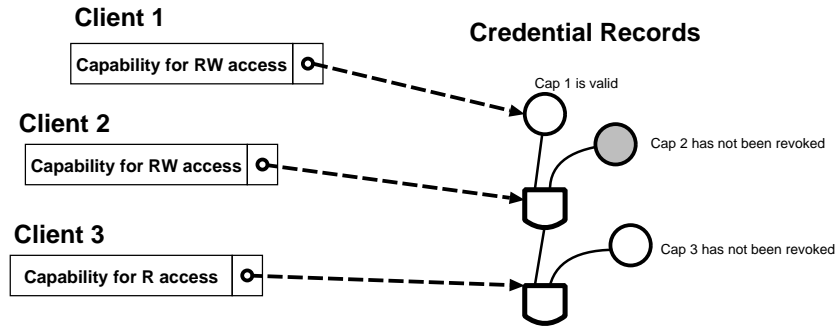 Client 1
Credential Records
Capability for RW access
Cap 1 is valid
Client 2
Cap 2 has not been revoked
Capability for RW access
Client 3
Cap 3 has not been revoked
Capability for R access